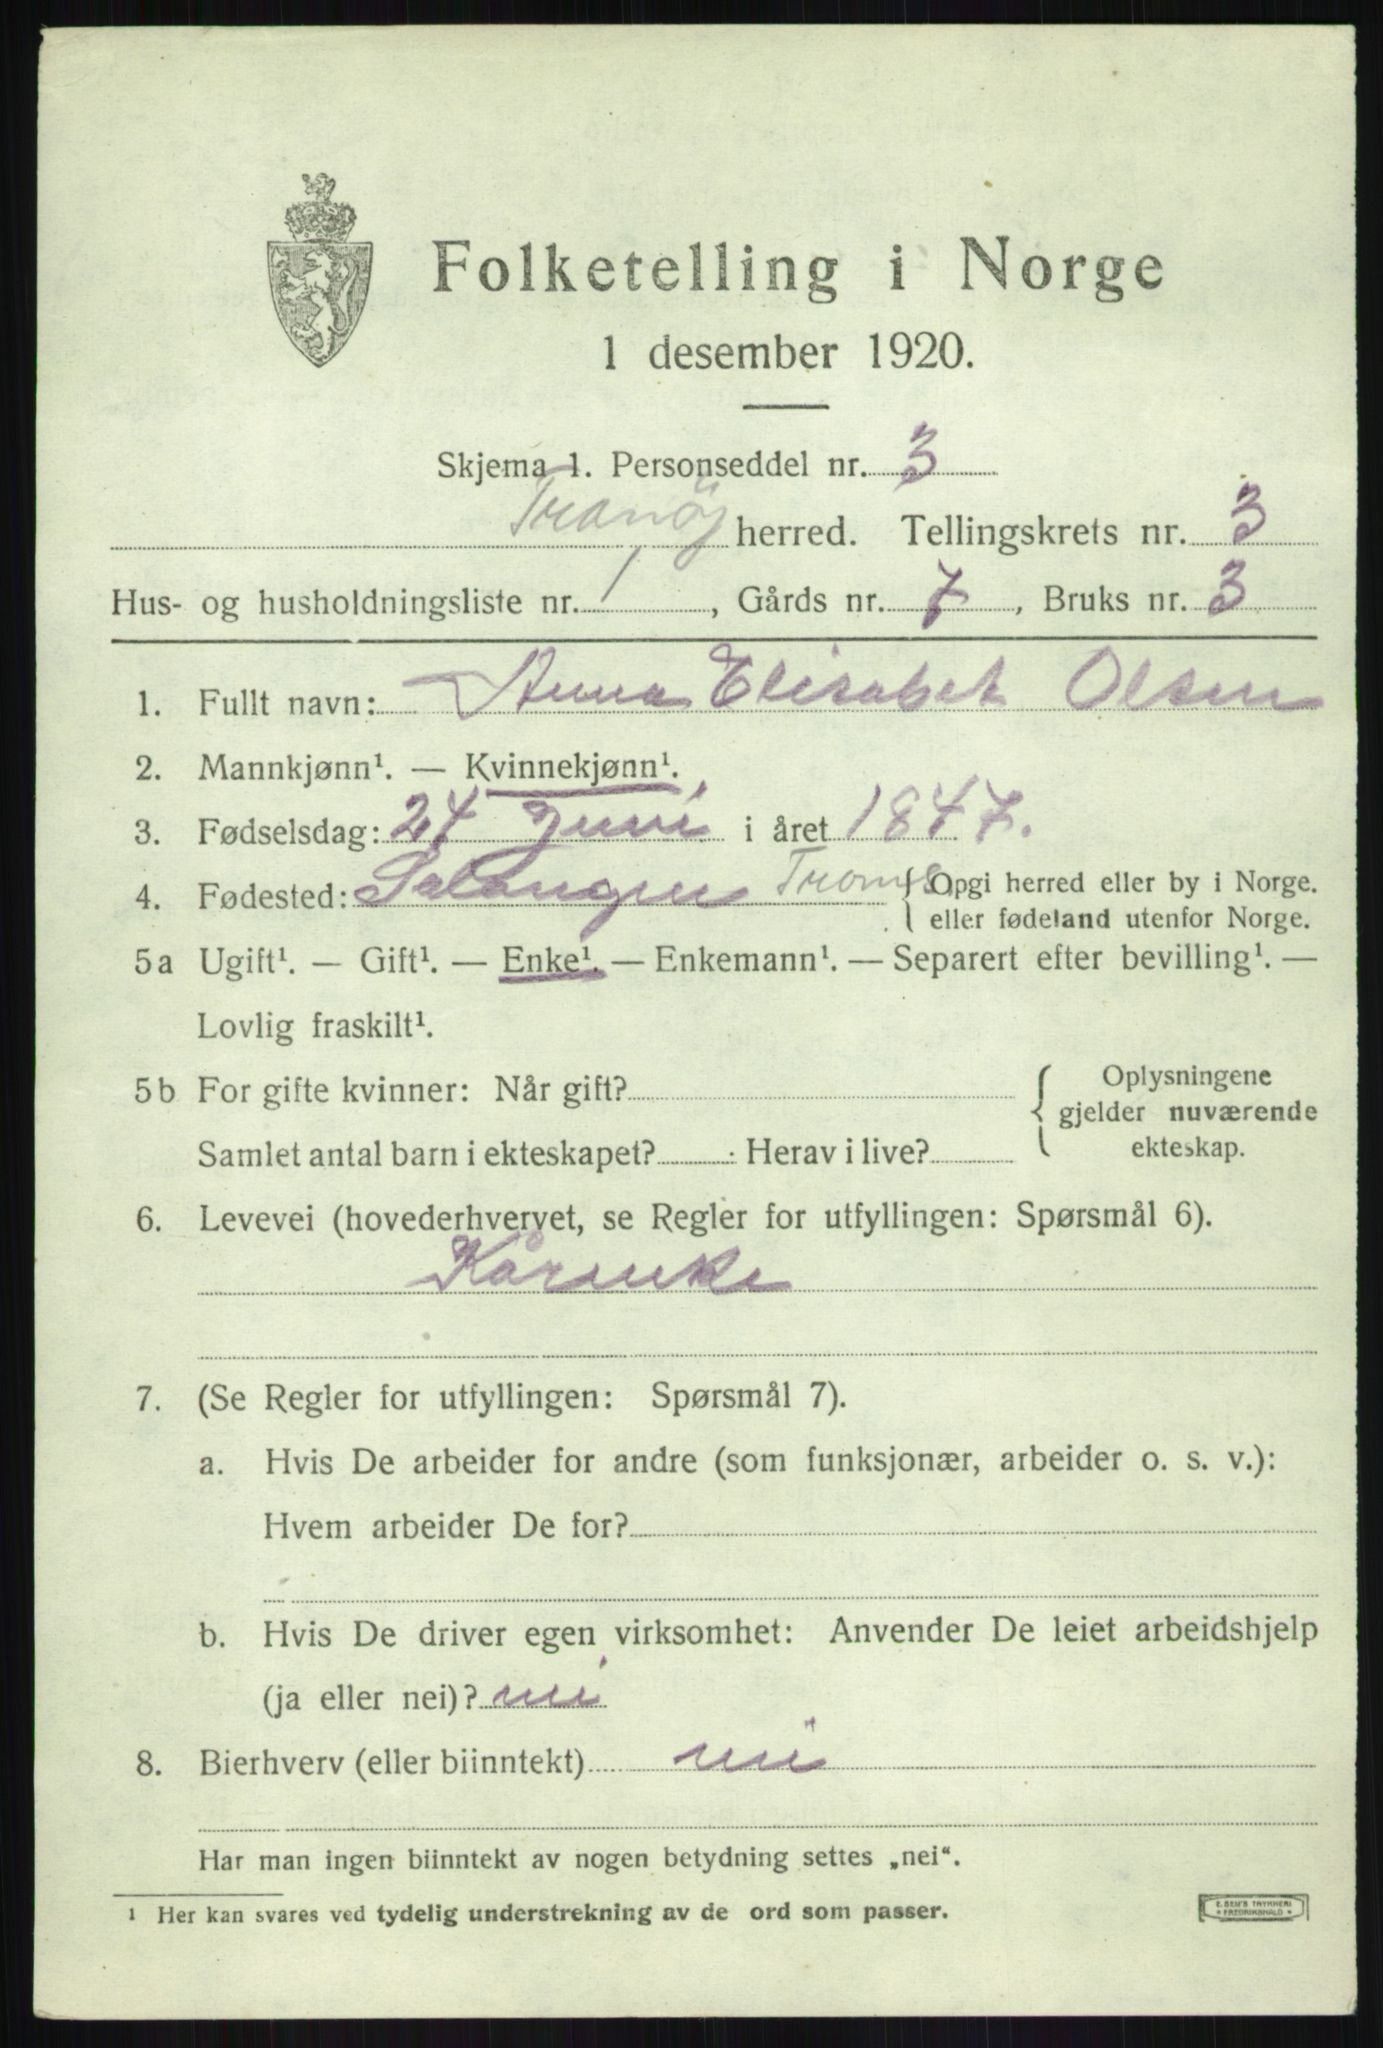 Folketelling i Norge
1 desember 1920.
Skjema 1. Personseddel nr. 3
Tranöy herred. Tellingskrets nr. 3
Hus- og husholdningsliste nr. 1, Gårds nr. 7, Bruks nr. 3
1. Fullt navn: Anna Elisabet Olsen
2. Mannkjønn¹. — Kvinnekjønn¹.
3. Fødselsdag: 24 Juni i året 1847.
4. Fødested: Salangen Troms { Opgi herred eller by i Norge.
eller fødeland utenfor Norge.
5a Ugift¹. — Gift¹. — Enke¹. — Enkemann¹. — Separert efter bevilling¹. —
Lovlig fraskilt¹.
5b For gifte kvinner: Når gift? { Oplysningene
gjelder nuværende
ekteskap.
Samlet antal barn i ekteskapet? : Herav i live?
6. Levevei (hovederhvervet, se Regler for utfyllingen: Spørsmål 6).
Kårenke
7. (Se Regler for utfyllingen: Spørsmål 7).
a. Hvis De arbeider for andre (som funksjonær, arbeider o. s. v.):
Hvem arbeider De for?
b. Hvis De driver egen virksomhet: Anvender De leiet arbeidshjelp
(ja eller nei)? nei
8. Bierhverv (eller biinntekt) nei
Har man ingen biinntekt av nogen betydning settes „nei“.
¹ Her kan svares ved tydelig understrekning av de ord som passer.
E. SEM'S TRYKKERI
• FREDRIKSHALD •